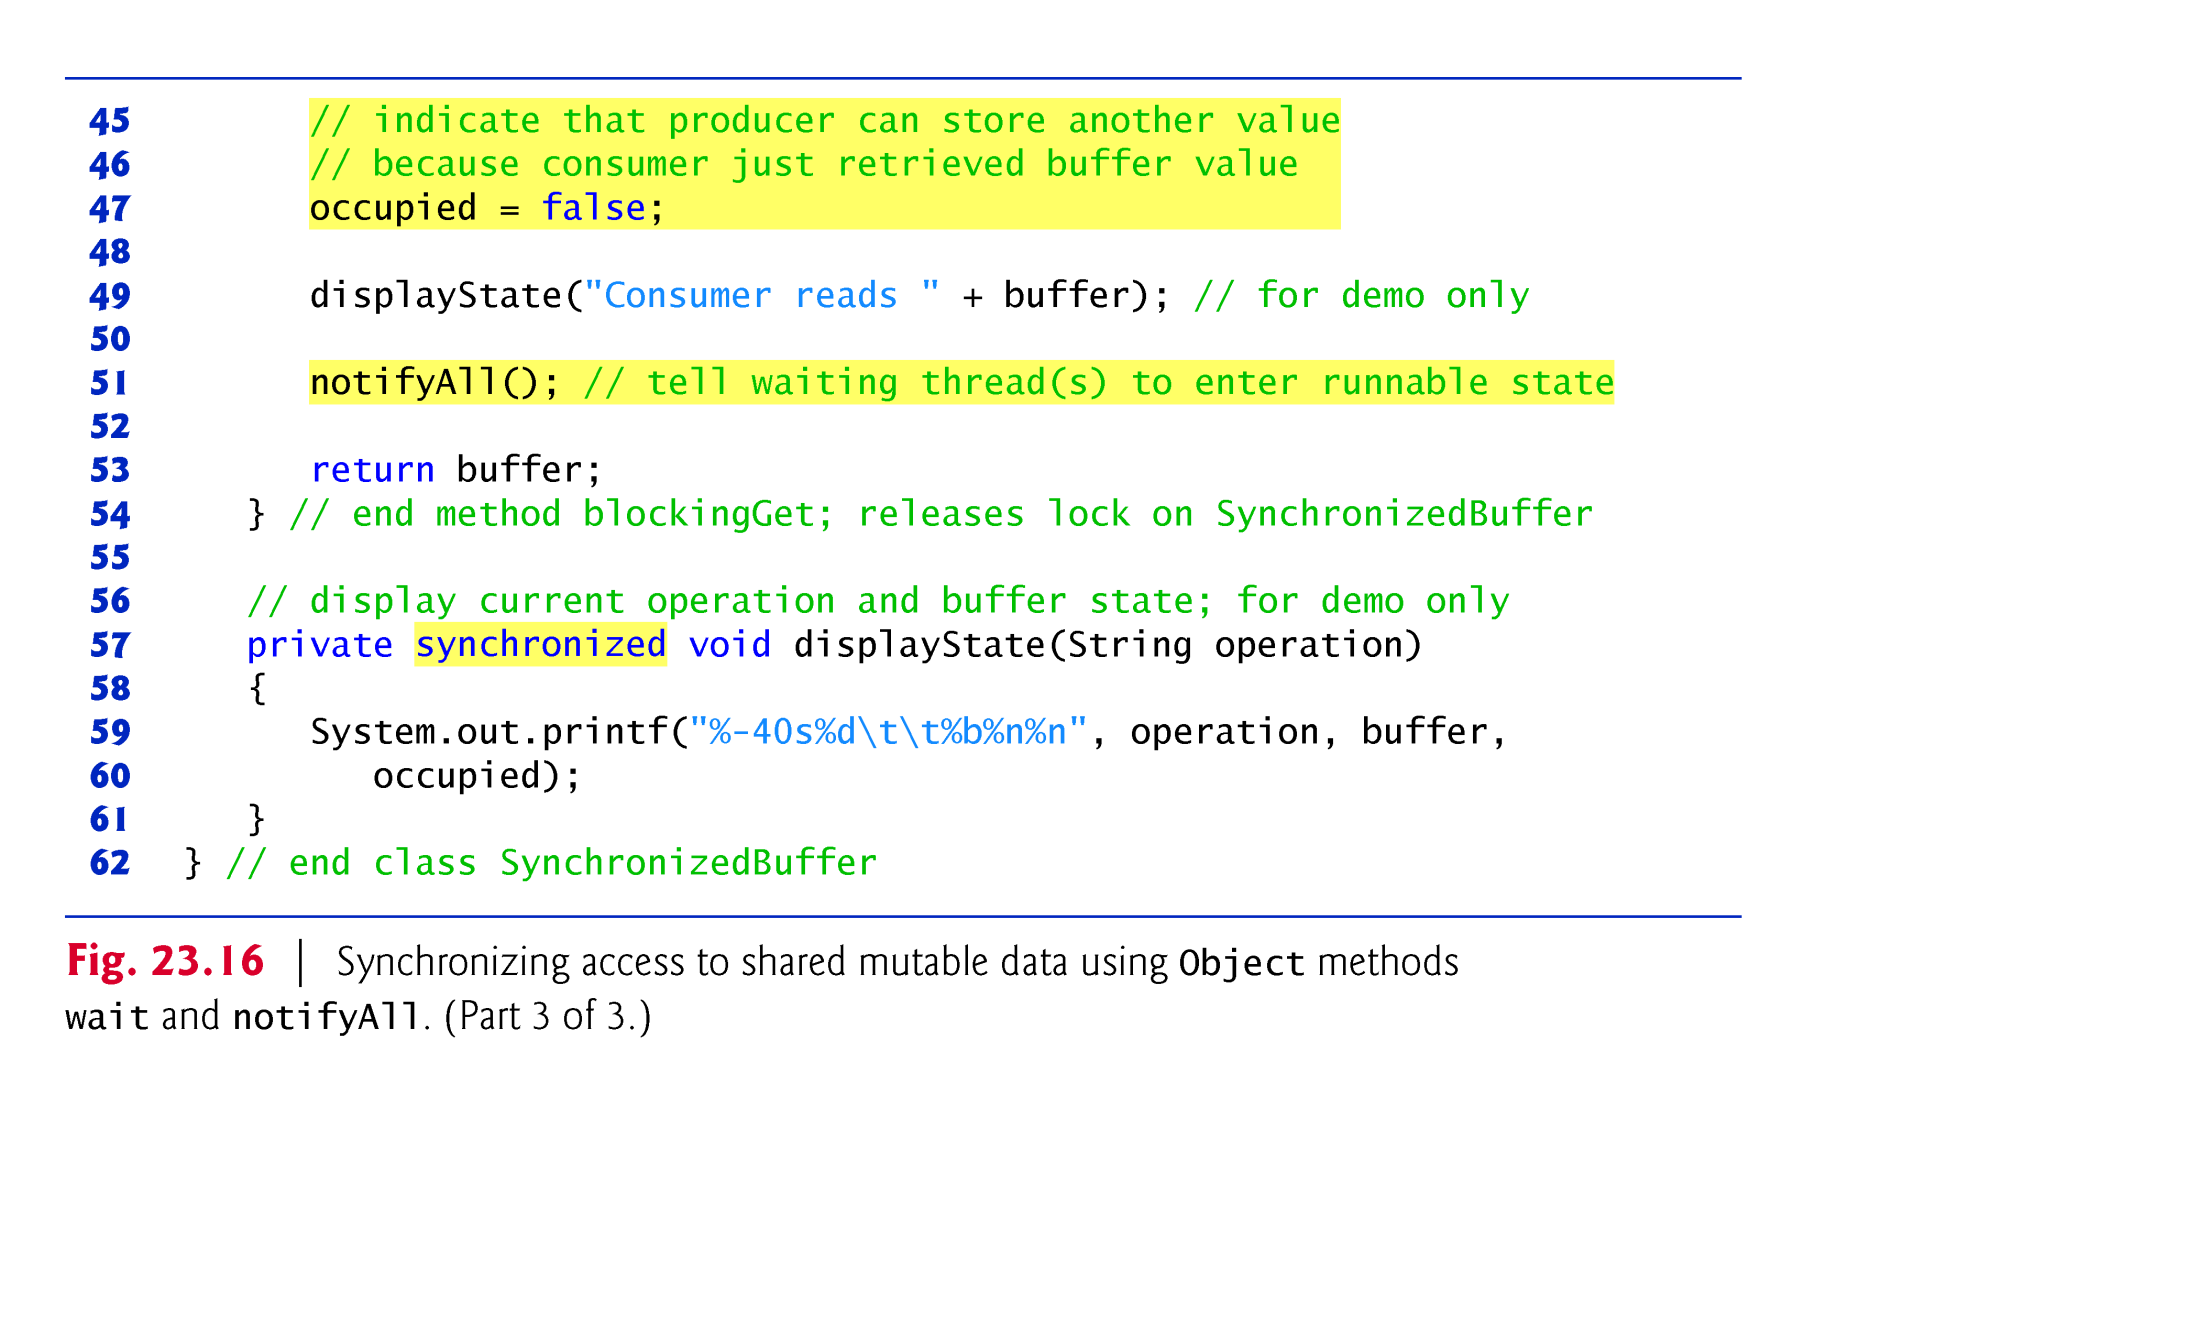 45 // indicate that producer can store another value
46 // because consumer just retrieved buffer value
47 occupied = false;
48
49 displayState("Consumer reads " + buffer); // for demo only
50
51 notifyAll(); // tell waiting thread(s) to enter runnable state
52
53 return buffer;
54 } // end method blockingGet; releases lock on SynchronizedBuffer
55
56 // display current operation and buffer state; for demo only
57 private synchronized void displayState(String operation)
58 {
59 System.out.printf("%-40s%d\t\t%b%n%n", operation, buffer,
60 occupied);
61 }
62 } // end class SynchronizedBuffer
Fig. 23.16 | Synchronizing access to shared mutable data using Object methods
wait and notifyAll. (Part 3 of 3.)